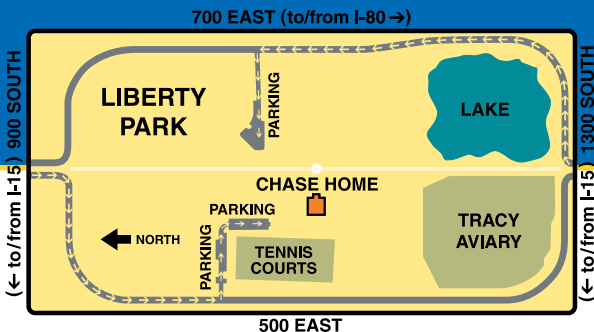 700 EAST (to/from I-80 →)
900 SOUTH
(← to/from I-15)
LIBERTY
PARK
PARKING
LAKE
1300 SOUTH
(← to/from I-15)
CHASE HOME
PARKING
PARKING
← NORTH
TENNIS
COURTS
TRACY
AVIARY
500 EAST